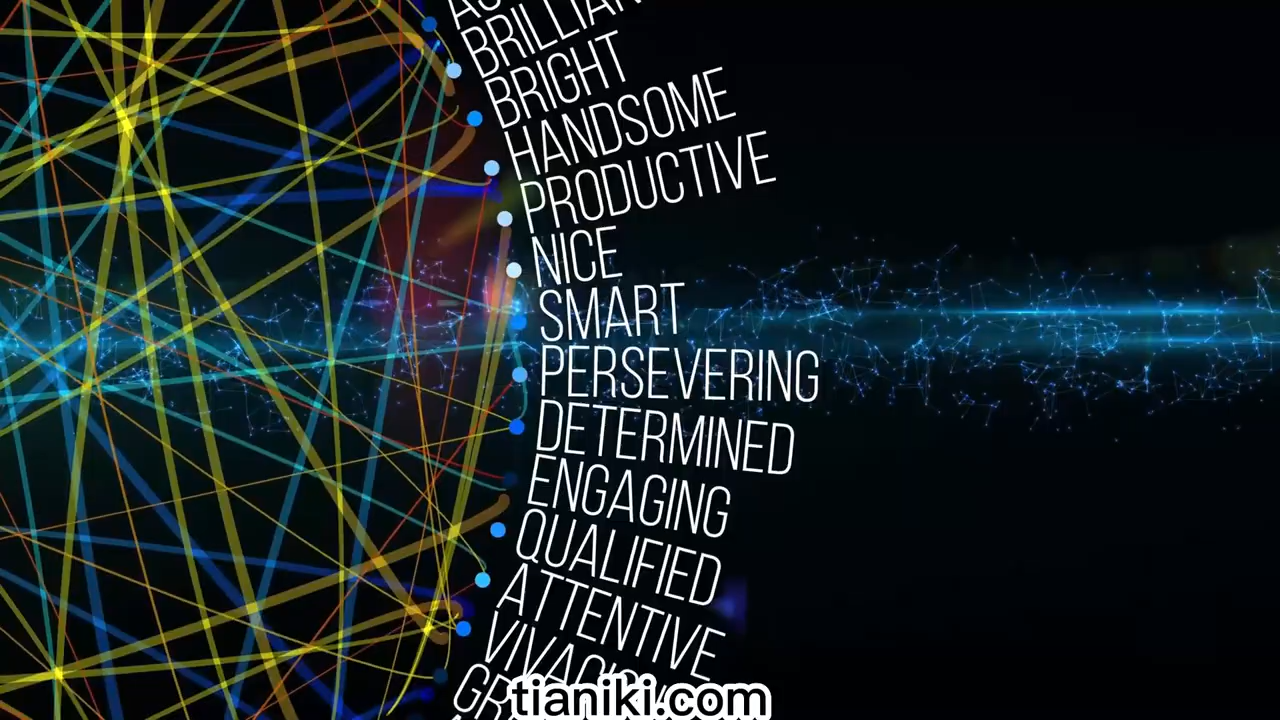 BRIGHT
HANDSOME
PRODUCTIVE
NICE
SMART
PERSEVERING
DETERMINED
ENGAGING
QUALIFIED
ATTENTIVE
tianiki.com